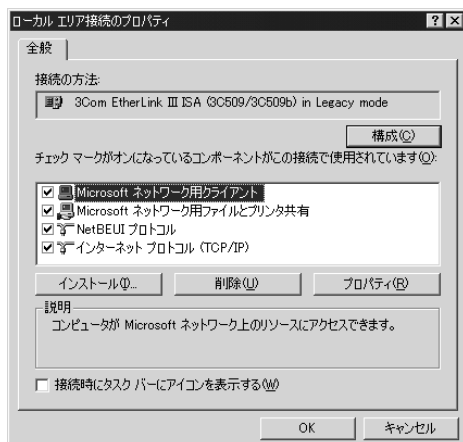 ローカル エリア接続のプロパティ
全般
接続の方法:
3Com EtherLink III ISA (3C509/3C509b) in Legacy mode
構成(C)
チェック マークがオンになっているコンポーネントがこの接続で使用されています(O):
Microsoft ネットワーク用クライアント
Microsoft ネットワーク用ファイルとプリンタ共有
NetBEUI プロトコル
インターネット プロトコル (TCP/IP)
インストール(I)... 削除(U) プロパティ(R)
説明
コンピュータが Microsoft ネットワーク上のリソースにアクセスできます。
接続時にタスク バーにアイコンを表示する(W)
OK キャンセル